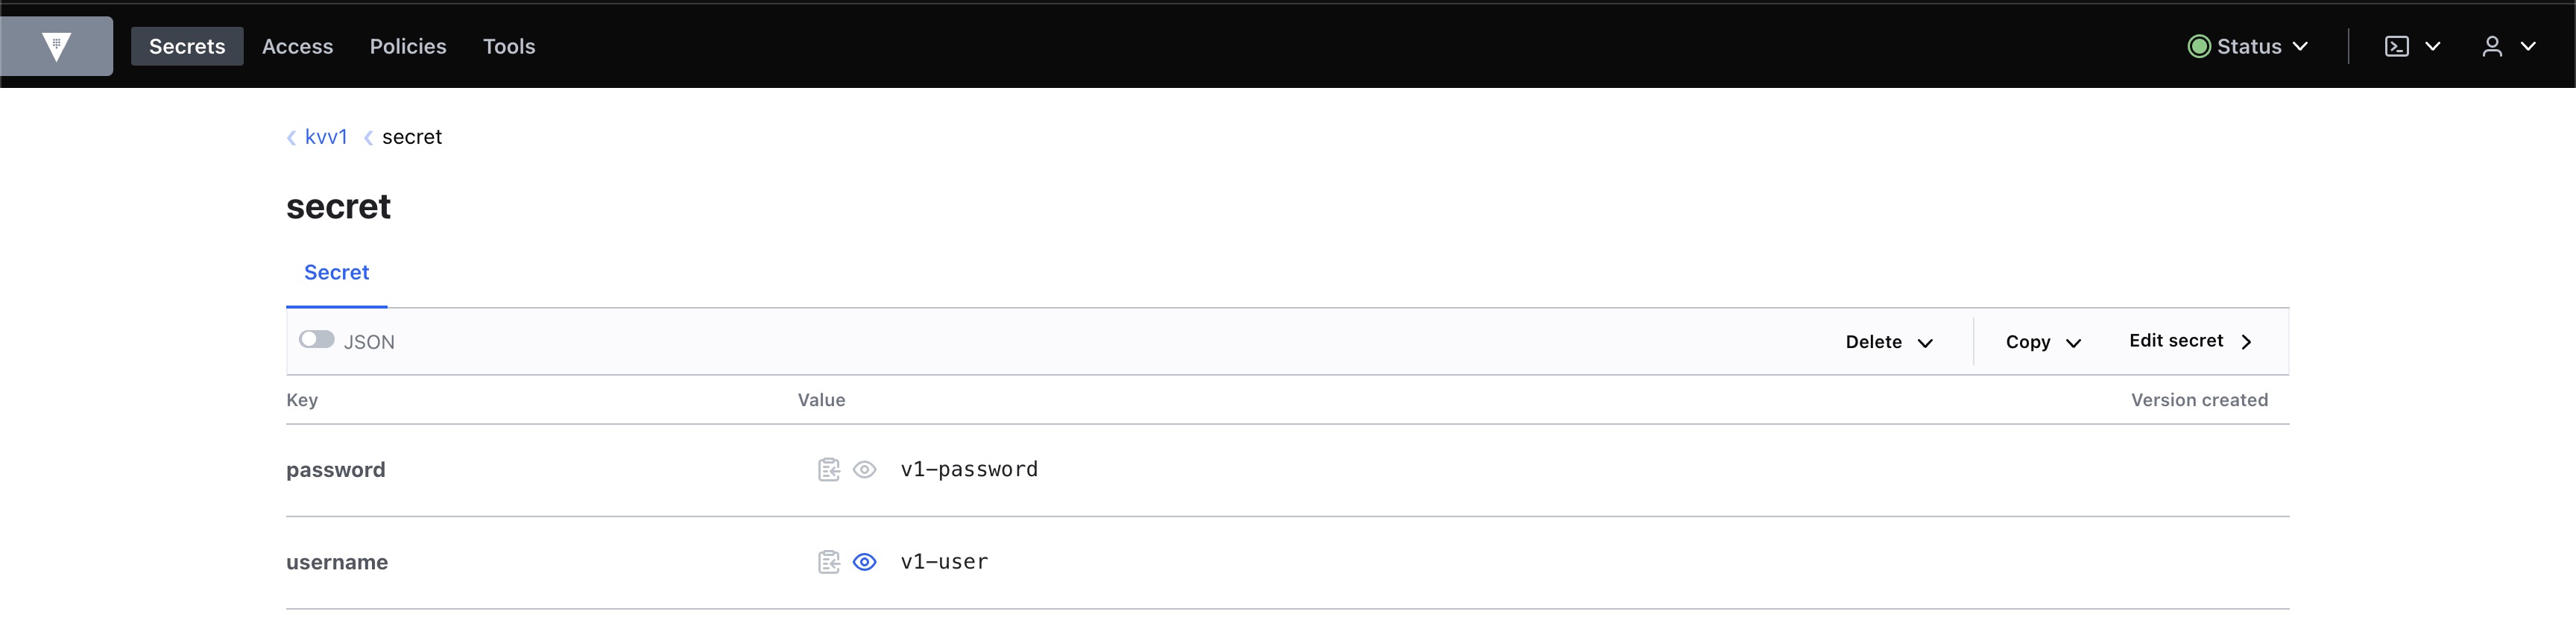 Secrets Access Policies Tools Status
kvv1 secret
secret
Secret
JSON Delete Copy Edit secret
Key Value Version created
password v1-password
username v1-user